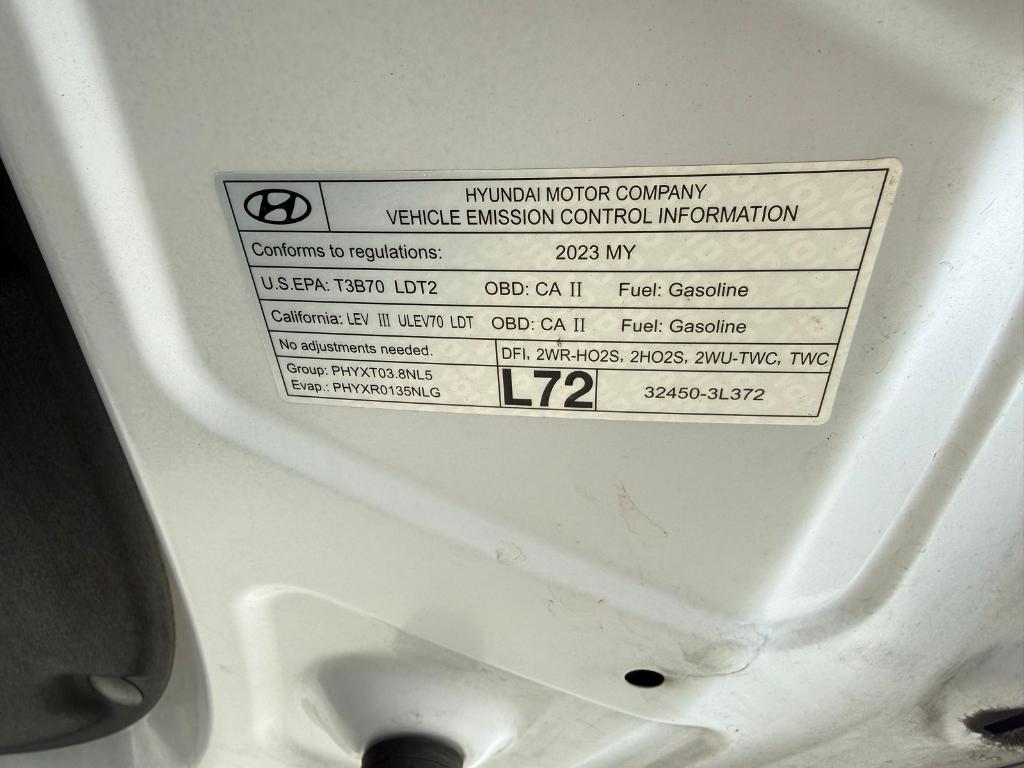 HYUNDAI MOTOR COMPANY
VEHICLE EMISSION CONTROL INFORMATION
Conforms to regulations: 2023 MY
U.S.EPA: T3B70 LDT2 OBD: CA II Fuel: Gasoline
California: LEV III ULEV70 LDT OBD: CA II Fuel: Gasoline
No adjustments needed.
DFI, 2WR-HO2S, 2HO2S, 2WU-TWC, TWC
Group: PHYXT03.8NL5
Evap.: PHYXR0135NLG
L72
32450-3L372